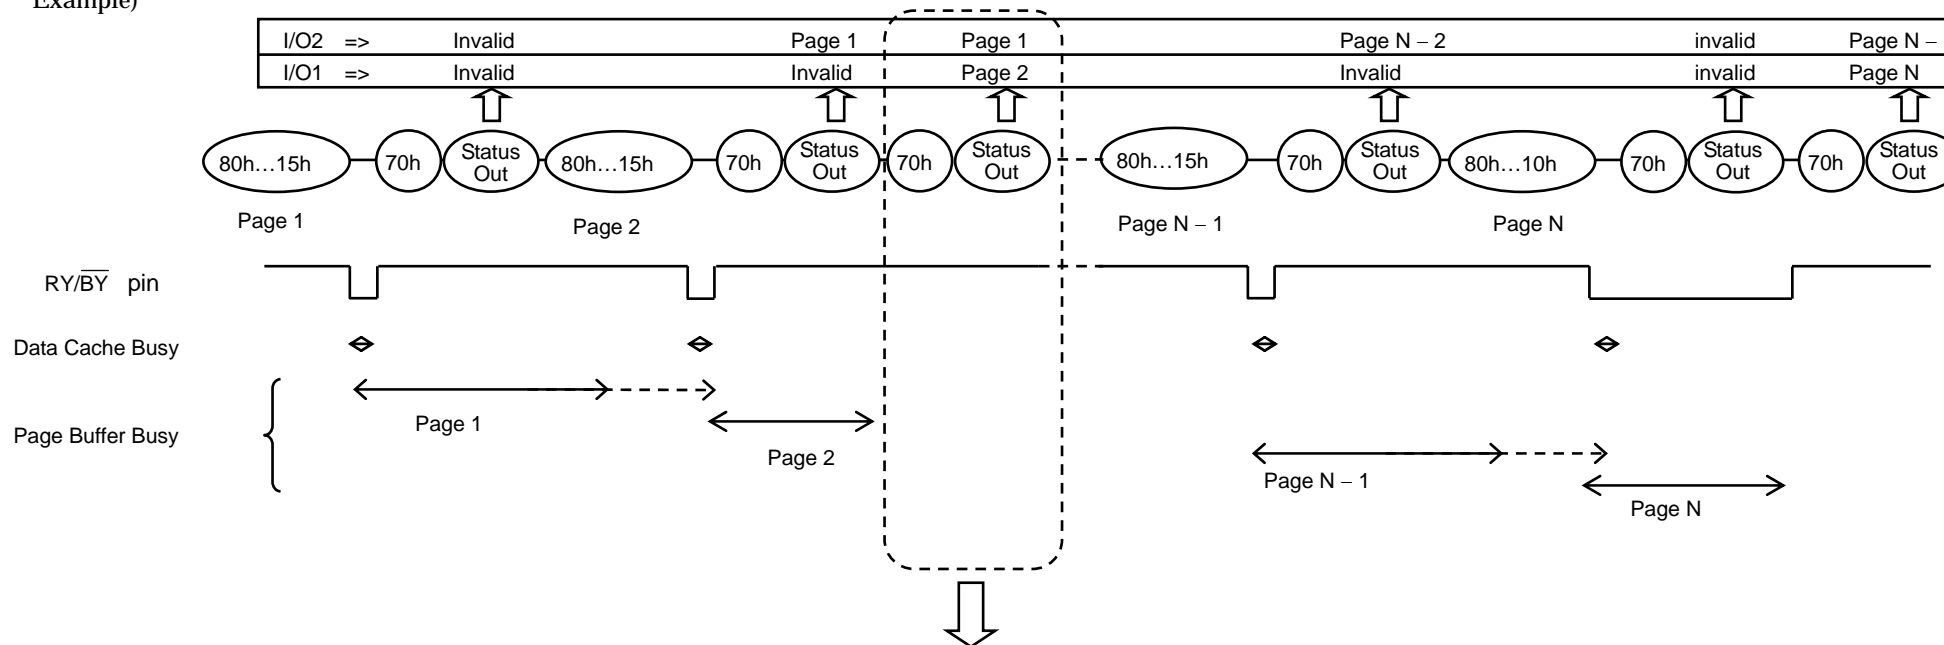 Example)
I/O2 => Invalid Page 1 Page 1 Page N − 2 invalid Page N −
I/O1 => Invalid Invalid Page 2 Invalid invalid Page N
80h…15h 70h Status Out 80h…15h 70h Status Out 70h Status Out 80h…15h 70h Status Out 80h…10h 70h Status Out 70h Status Out
Page 1 Page 2 Page N − 1 Page N
RY/B̅Y̅ pin
Data Cache Busy
Page 1
Page Buffer Busy
Page 2
Page N − 1
Page N